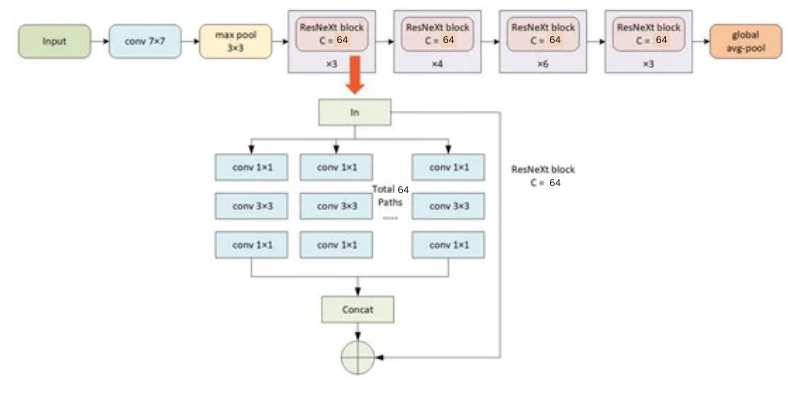 Input
conv 7×7
max pool
3×3
ResNeXt block
C = 64
×3
ResNeXt block
C = 64
×4
ResNeXt block
C = 64
×6
ResNeXt block
C = 64
×3
global
avg-pool
In
conv 1×1
conv 1×1
conv 1×1
ResNeXt block
C = 64
Total 64
Paths
......
conv 3×3
conv 3×3
conv 3×3
conv 1×1
conv 1×1
conv 1×1
Concat